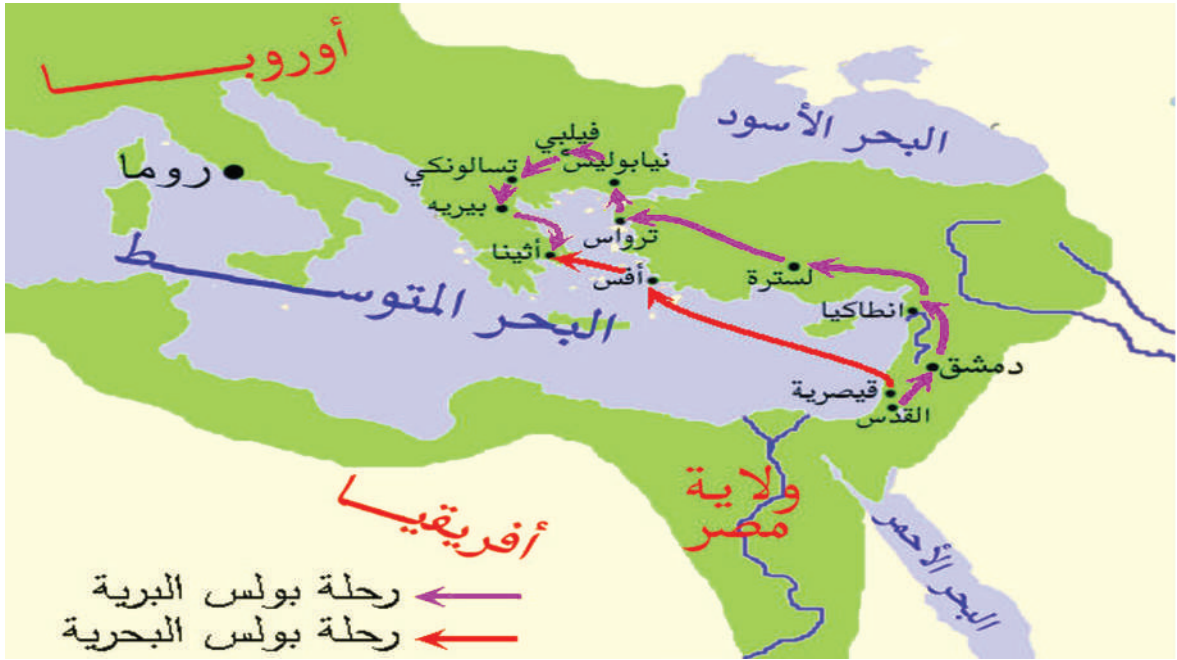 أوروبا
البحر الأسود
فيلبي
نيابوليس
تسالونكي
روما
بيريه
ترواس
أثينا
أفس
لسترة
البحر المتوسط
انطاكيا
دمشق
قيصرية
القدس
ولاية
مصر
أفريقيا
البحر الأحمر
رحلة بولس البرية
رحلة بولس البحرية